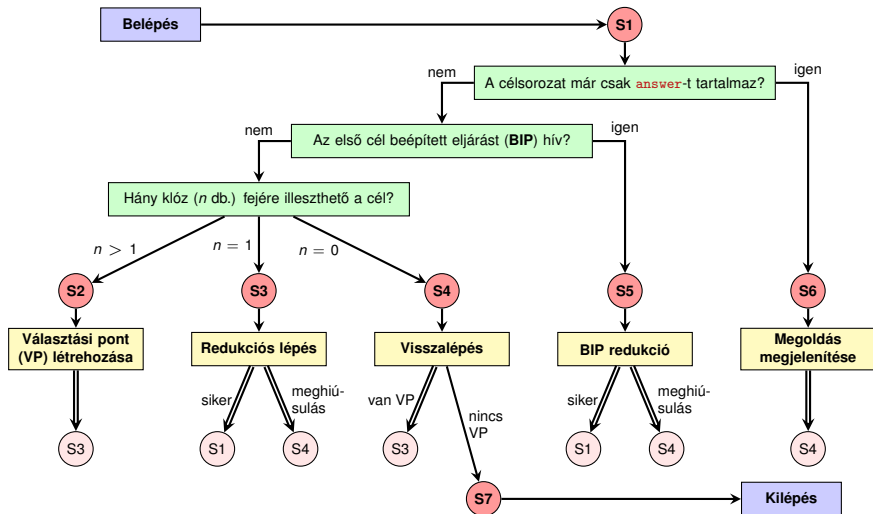 Belépés
S1
A célsorozat már csak answer-t tartalmaz?
nem
igen
Az első cél beépített eljárást (BIP) hív?
nem
igen
Hány klóz (n db.) fejére illeszthető a cél?
n > 1
n = 1
n = 0
S2
S3
S4
S5
S6
Választási pont
(VP) létrehozása
Redukciós lépés
Visszalépés
BIP redukció
Megoldás
megjelenítése
siker
meghiú-
sulás
van VP
nincs
VP
siker
meghiú-
sulás
S3
S1
S4
S3
S1
S4
S4
S7
Kilépés